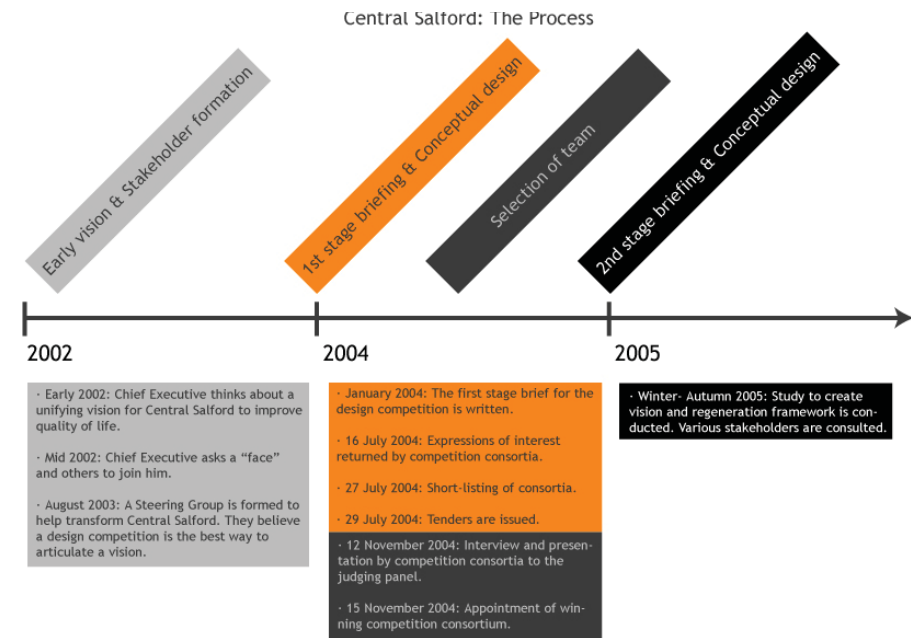 Central Salford: The Process
Early vision & Stakeholder formation
1st stage briefing & Conceptual design
Selection of team
2nd stage briefing & Conceptual design
2002
2004
2005
· Early 2002: Chief Executive thinks about a
unifying vision for Central Salford to improve
quality of life.
· Mid 2002: Chief Executive asks a “face”
and others to join him.
· August 2003: A Steering Group is formed to
help transform Central Salford. They believe
a design competition is the best way to
articulate a vision.
· January 2004: The first stage brief for the
design competition is written.
· 16 July 2004: Expressions of interest
returned by competition consortia.
· 27 July 2004: Short-listing of consortia.
· 29 July 2004: Tenders are issued.
· 12 November 2004: Interview and presen-
tation by competition consortia to the
judging panel.
· 15 November 2004: Appointment of win-
ning competition consortium.
· Winter- Autumn 2005: Study to create
vision and regeneration framework is con-
ducted. Various stakeholders are consulted.